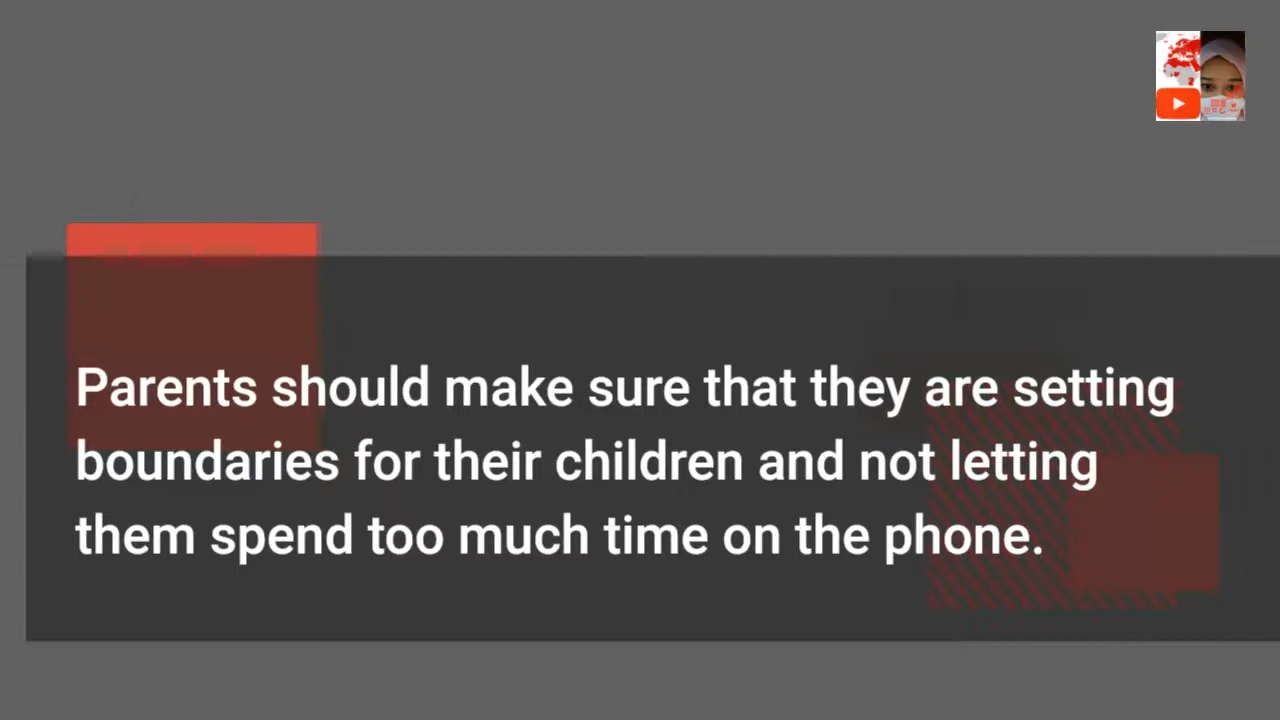 Parents should make sure that they are setting
boundaries for their children and not letting
them spend too much time on the phone.